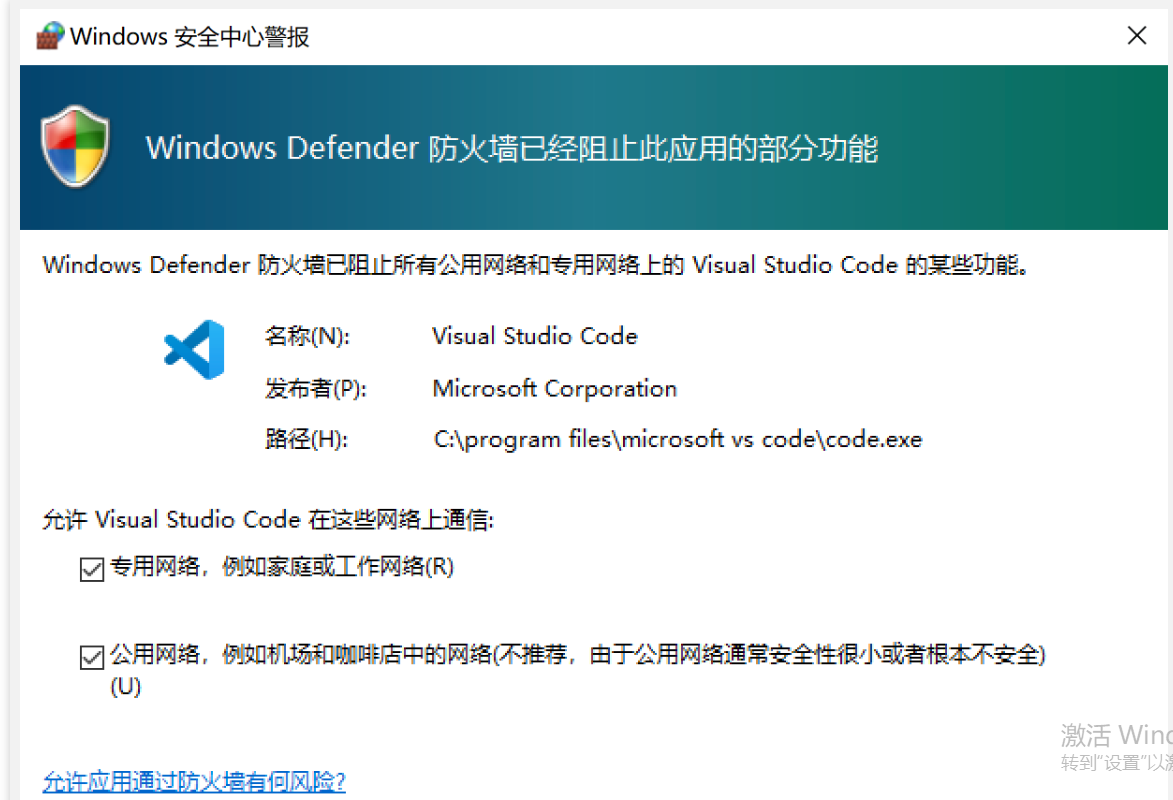 Windows 安全中心警报
Windows Defender 防火墙已经阻止此应用的部分功能
Windows Defender 防火墙已阻止所有公用网络和专用网络上的 Visual Studio Code 的某些功能。
名称(N): Visual Studio Code
发布者(P): Microsoft Corporation
路径(H): C:\program files\microsoft vs code\code.exe
允许 Visual Studio Code 在这些网络上通信:
专用网络，例如家庭或工作网络(R)
公用网络，例如机场和咖啡店中的网络(不推荐，由于公用网络通常安全性很小或者根本不安全)
(U)
激活 Winc
转到"设置"以激
允许应用通过防火墙有何风险?